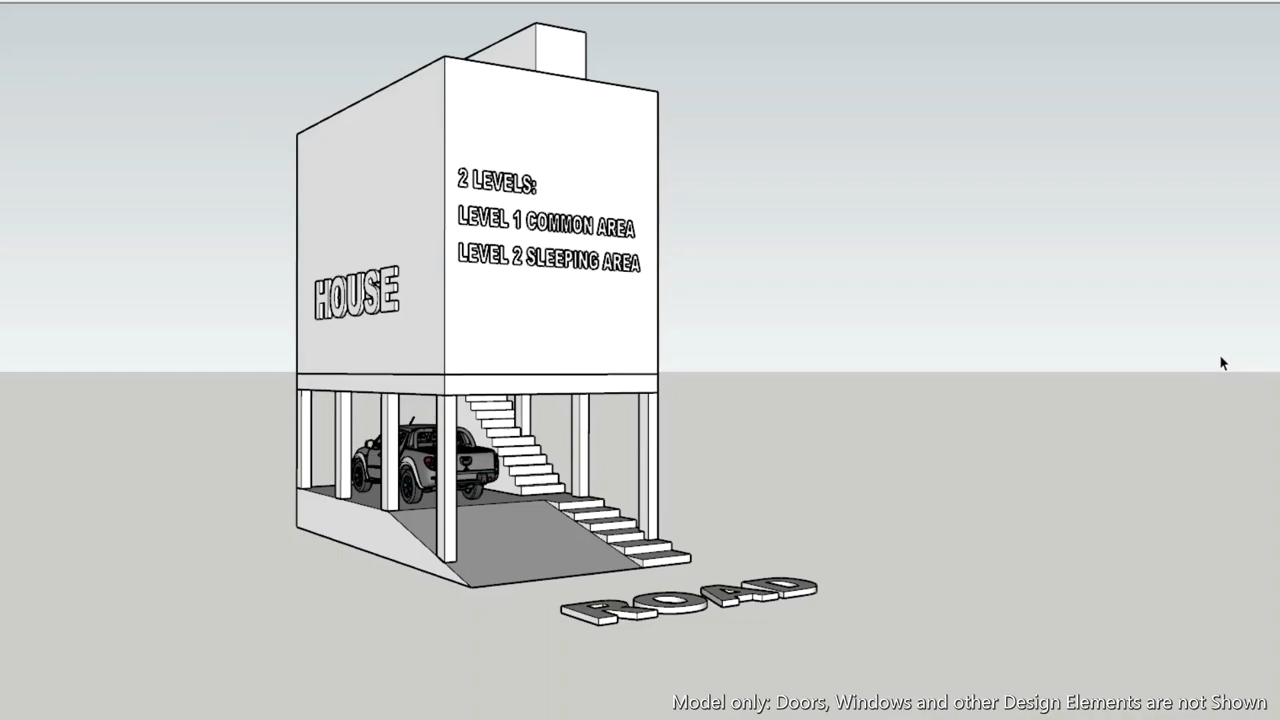 2 LEVELS:
LEVEL 1 COMMON AREA
LEVEL 2 SLEEPING AREA
HOUSE
ROAD
Model only: Doors, Windows and other Design Elements are not Shown